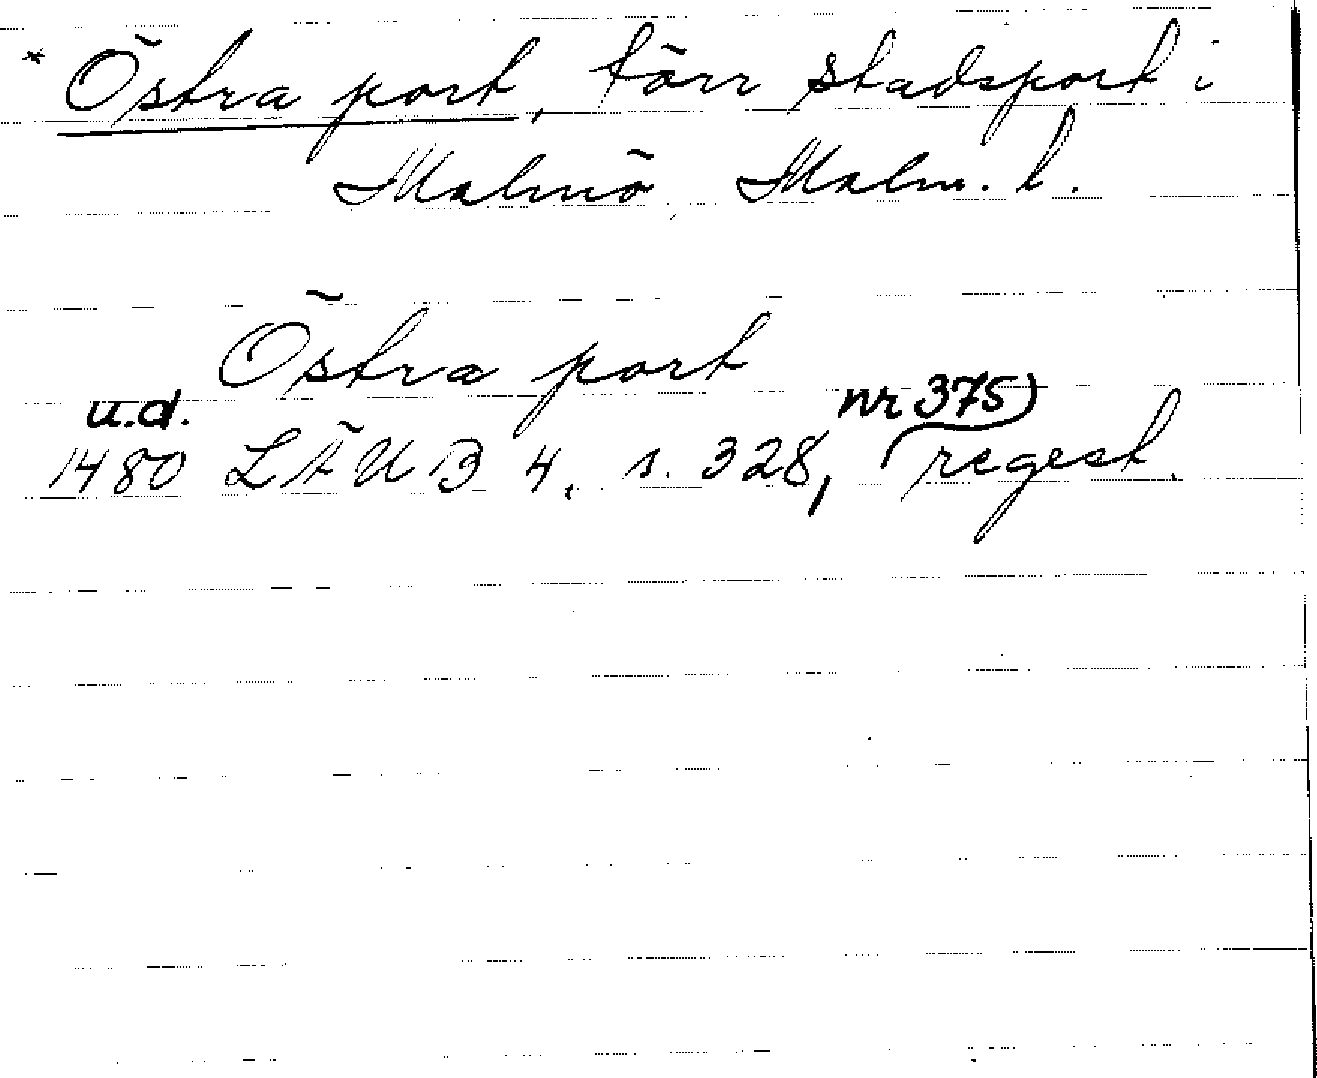 * Östra port, förr stadsport i
Malmö, Malm. l.
Östra port
u.d. nr 375)
1480 LÄUB 4, s. 328, regest.